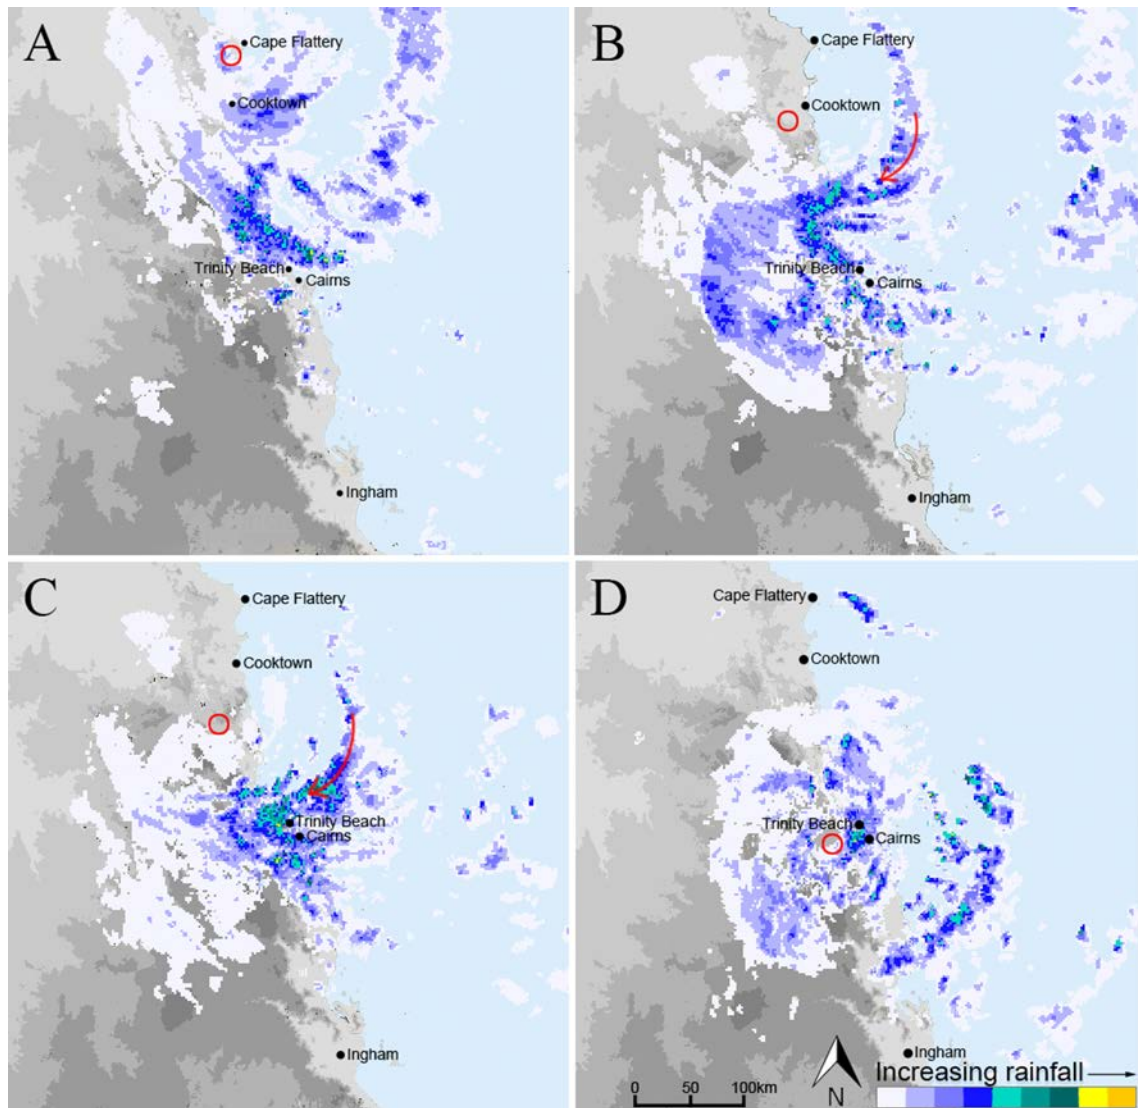 A
Cape Flattery
Cooktown
Trinity Beach
Cairns
Ingham
B
Cape Flattery
Cooktown
Trinity Beach
Cairns
Ingham
C
Cape Flattery
Cooktown
Trinity Beach
Cairns
Ingham
D
Cape Flattery
Cooktown
Trinity Beach
Cairns
Ingham
Increasing rainfall
0 50 100km
N